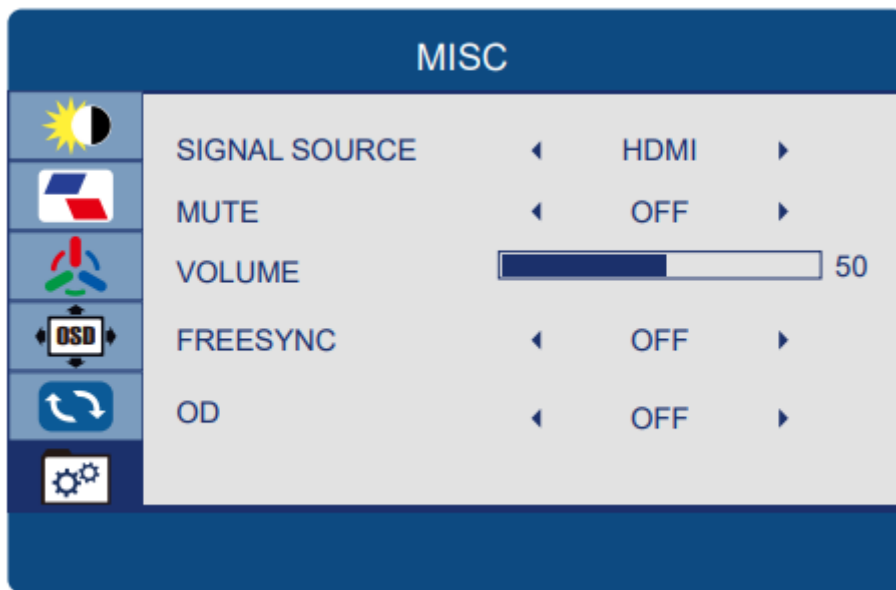 MISC
SIGNAL SOURCE HDMI
MUTE OFF
VOLUME 50
OSD
FREESYNC OFF
OD OFF